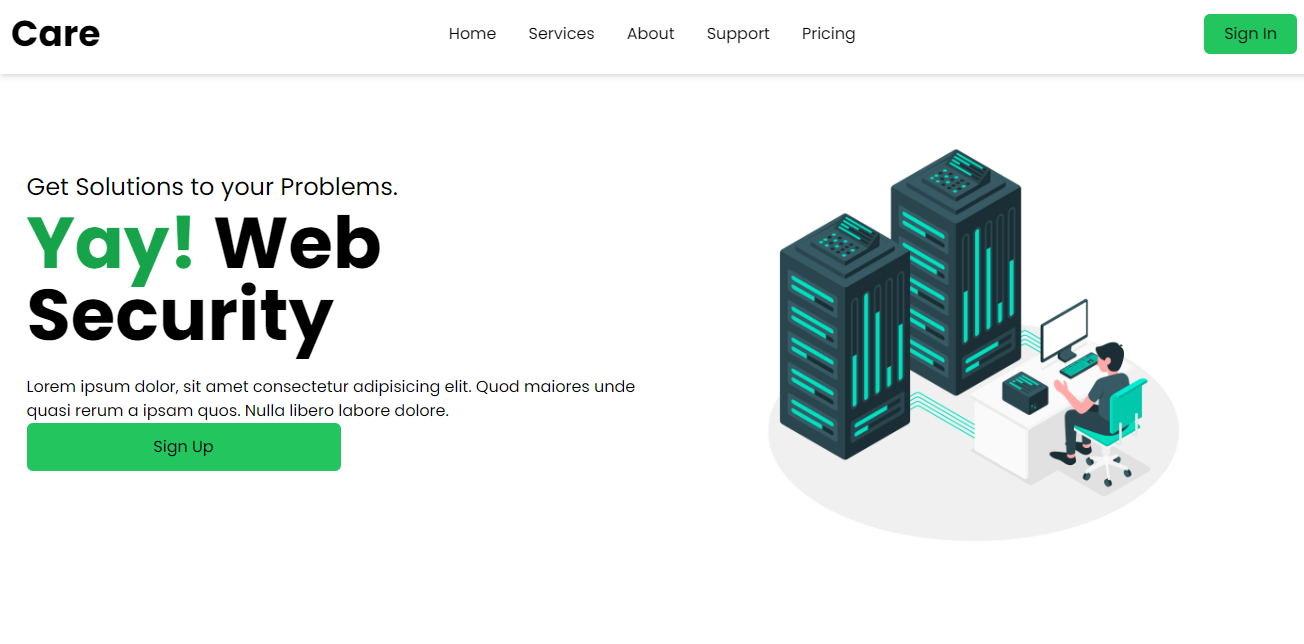 Care
Home Services About Support Pricing
Sign In
Get Solutions to your Problems.
Yay! Web
Security
Lorem ipsum dolor, sit amet consectetur adipisicing elit. Quod maiores unde
quasi rerum a ipsam quos. Nulla libero labore dolore.
Sign Up